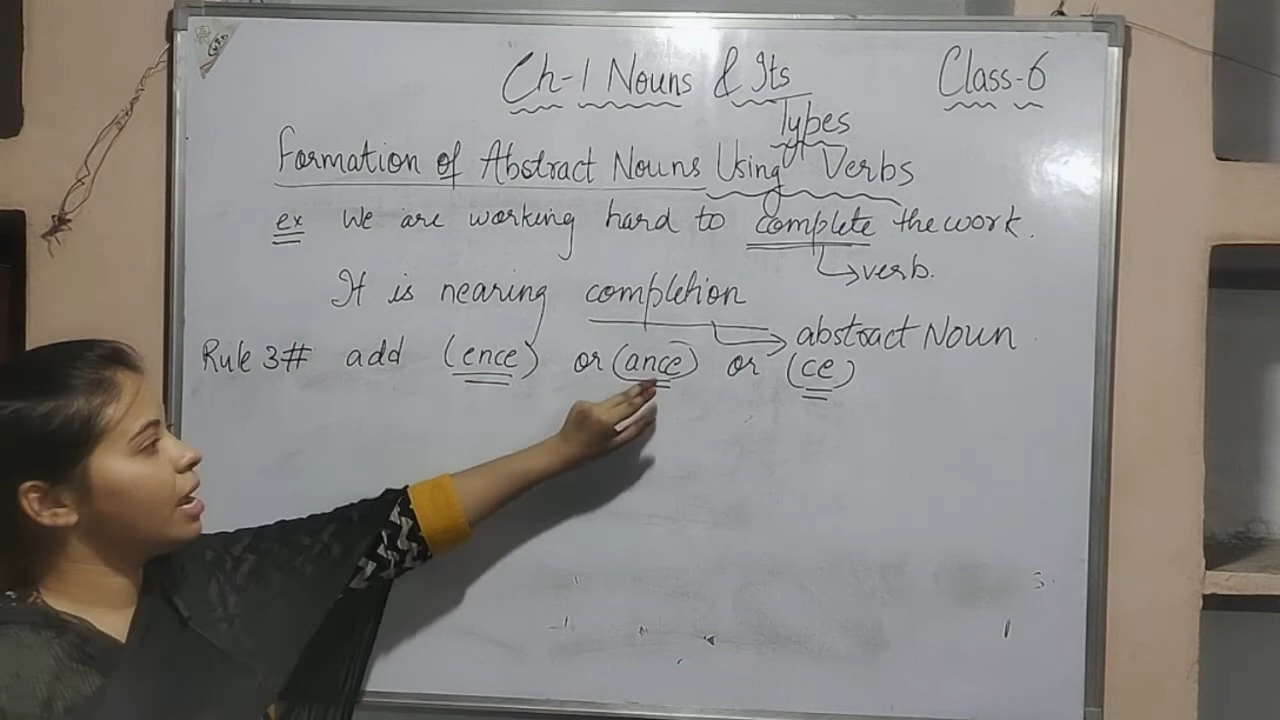 Ch-1 Nouns & Its Class-6
Types
Formation of Abstract Nouns Using Verbs
ex We are working hard to complete the work.
verb.
It is nearing completion
abstract Noun
Rule 3# add (ence) or (ance) or (ce)